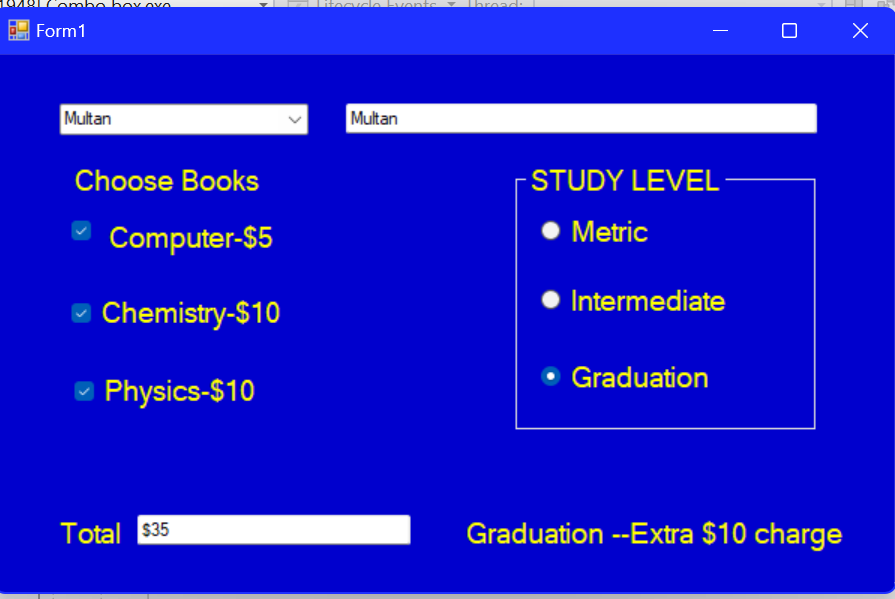 1948] Combo box.exe
Lifecycle Events
Thread:
Form1
Multan
Multan
Choose Books
STUDY LEVEL
Computer-$5
Metric
Chemistry-$10
Intermediate
Physics-$10
Graduation
Total
$35
Graduation --Extra $10 charge